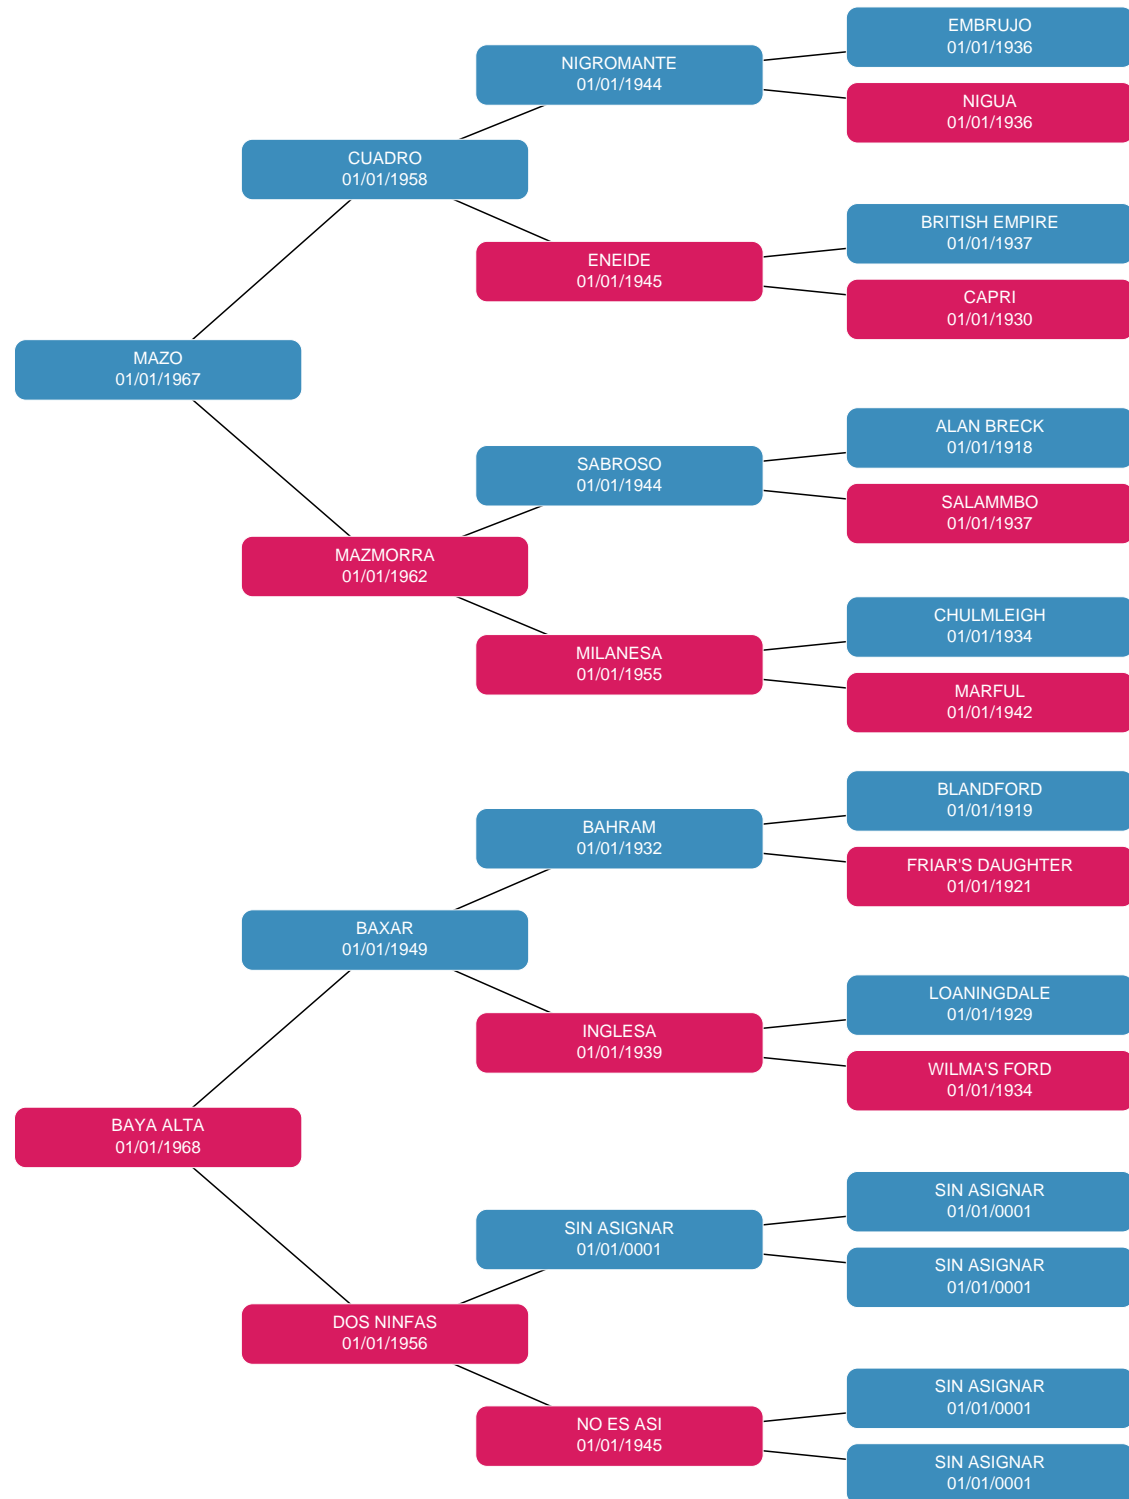 EMBRUJO
01/01/1936
NIGROMANTE
01/01/1944
NIGUA
01/01/1936
CUADRO
01/01/1958
BRITISH EMPIRE
01/01/1937
ENEIDE
01/01/1945
CAPRI
01/01/1930
MAZO
01/01/1967
ALAN BRECK
01/01/1918
SABROSO
01/01/1944
SALAMMBO
01/01/1937
MAZMORRA
01/01/1962
CHULMLEIGH
01/01/1934
MILANESA
01/01/1955
MARFUL
01/01/1942
BLANDFORD
01/01/1919
BAHRAM
01/01/1932
FRIAR'S DAUGHTER
01/01/1921
BAXAR
01/01/1949
LOANINGDALE
01/01/1929
INGLESA
01/01/1939
WILMA'S FORD
01/01/1934
BAYA ALTA
01/01/1968
SIN ASIGNAR
01/01/0001
SIN ASIGNAR
01/01/0001
SIN ASIGNAR
01/01/0001
DOS NINFAS
01/01/1956
SIN ASIGNAR
01/01/0001
NO ES ASI
01/01/1945
SIN ASIGNAR
01/01/0001